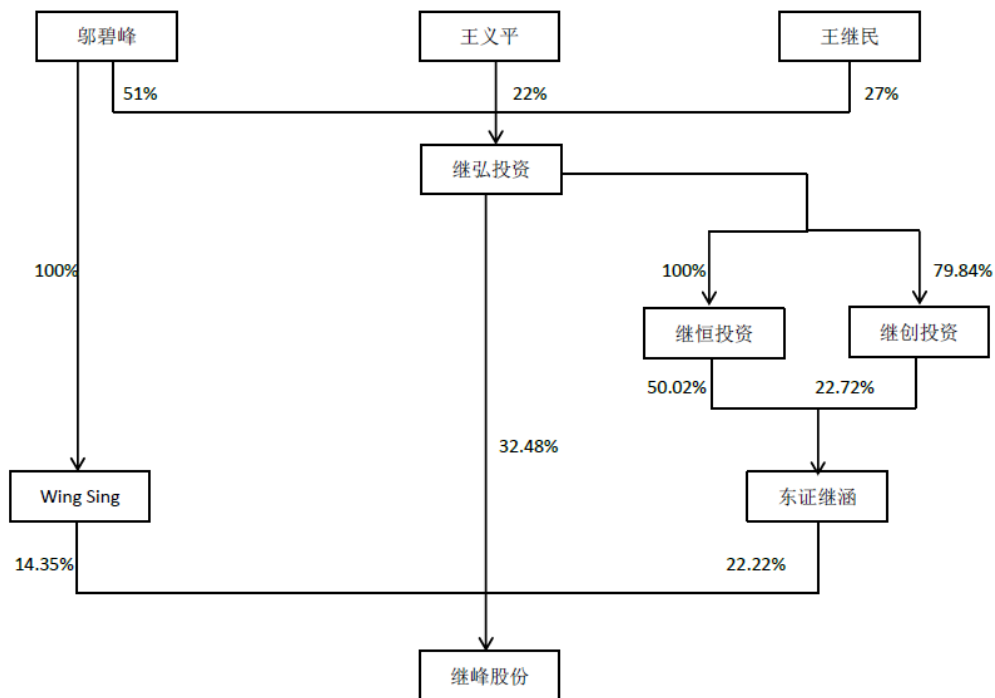 邬碧峰
王义平
王继民
51%
22%
27%
继弘投资
100%
100%
79.84%
继恒投资
继创投资
50.02%
22.72%
32.48%
Wing Sing
东证继涵
14.35%
22.22%
继峰股份